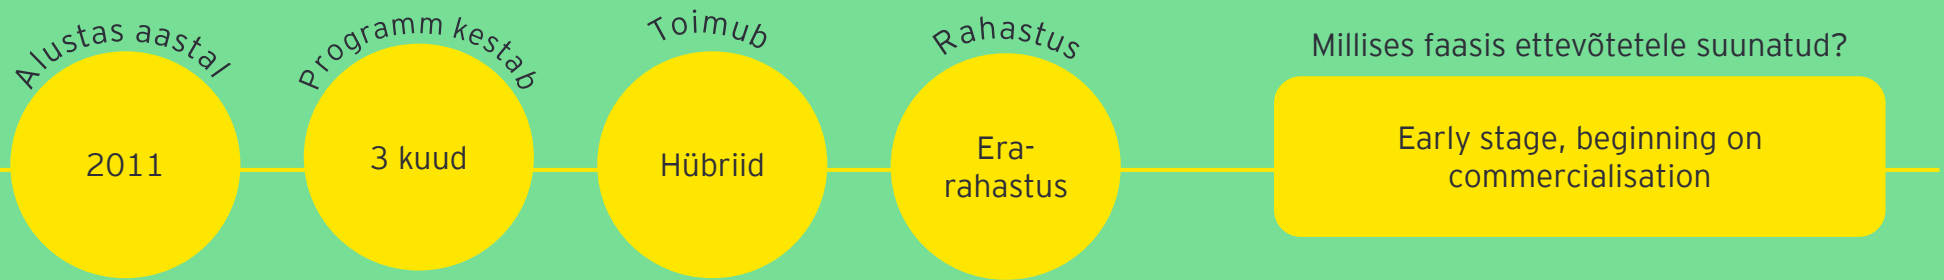 Alustas aastal
2011
Programm kestab
3 kuud
Toimub
Hübriid
Rahastus
Era-
rahastus
Millises faasis ettevõtetele suunatud?
Early stage, beginning on
commercialisation